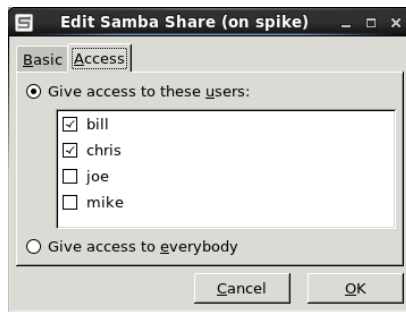 Edit Samba Share (on spike)
Basic Access
Give access to these users:
bill
chris
joe
mike
Give access to everybody
Cancel OK